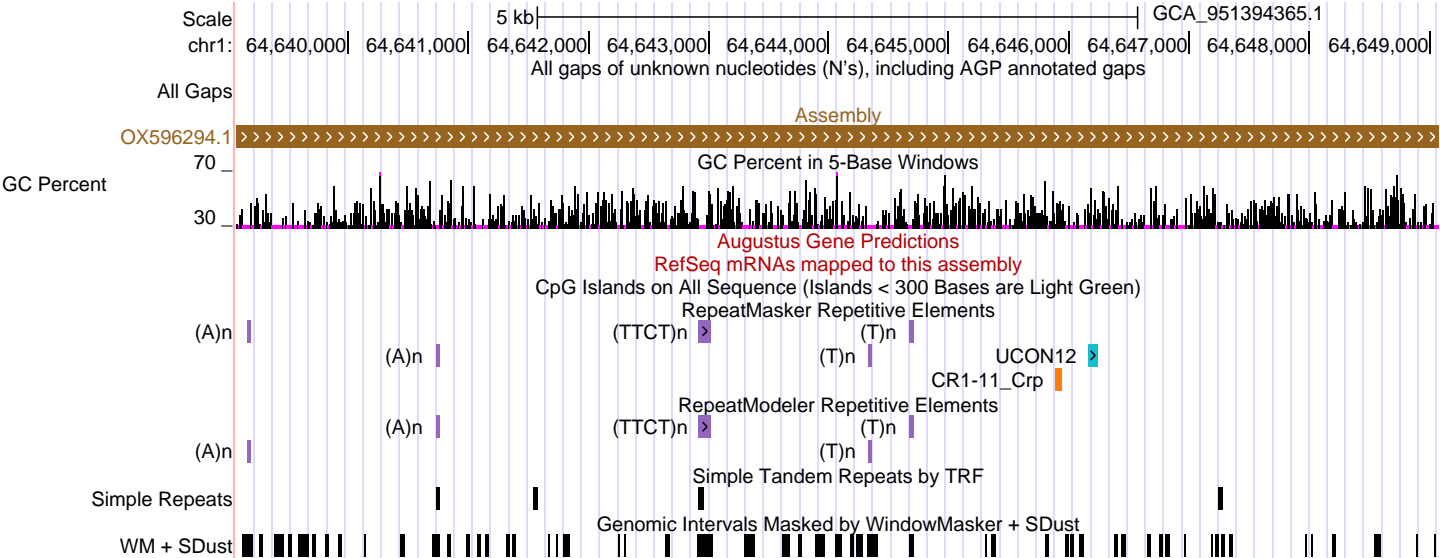 Scale 5 kb GCA_951394365.1
chr1: 64,640,000 64,641,000 64,642,000 64,643,000 64,644,000 64,645,000 64,646,000 64,647,000 64,648,000 64,649,000
All gaps of unknown nucleotides (N's), including AGP annotated gaps
All Gaps
Assembly
OX596294.1
GC Percent in 5-Base Windows
70
GC Percent
30
Augustus Gene Predictions
RefSeq mRNAs mapped to this assembly
CpG Islands on All Sequence (Islands < 300 Bases are Light Green)
RepeatMasker Repetitive Elements
(A)n (TTCT)n (T)n
(A)n (T)n UCON12
CR1-11_Crp
RepeatModeler Repetitive Elements
(A)n (TTCT)n (T)n
(A)n (T)n
Simple Tandem Repeats by TRF
Simple Repeats
Genomic Intervals Masked by WindowMasker + SDust
WM + SDust